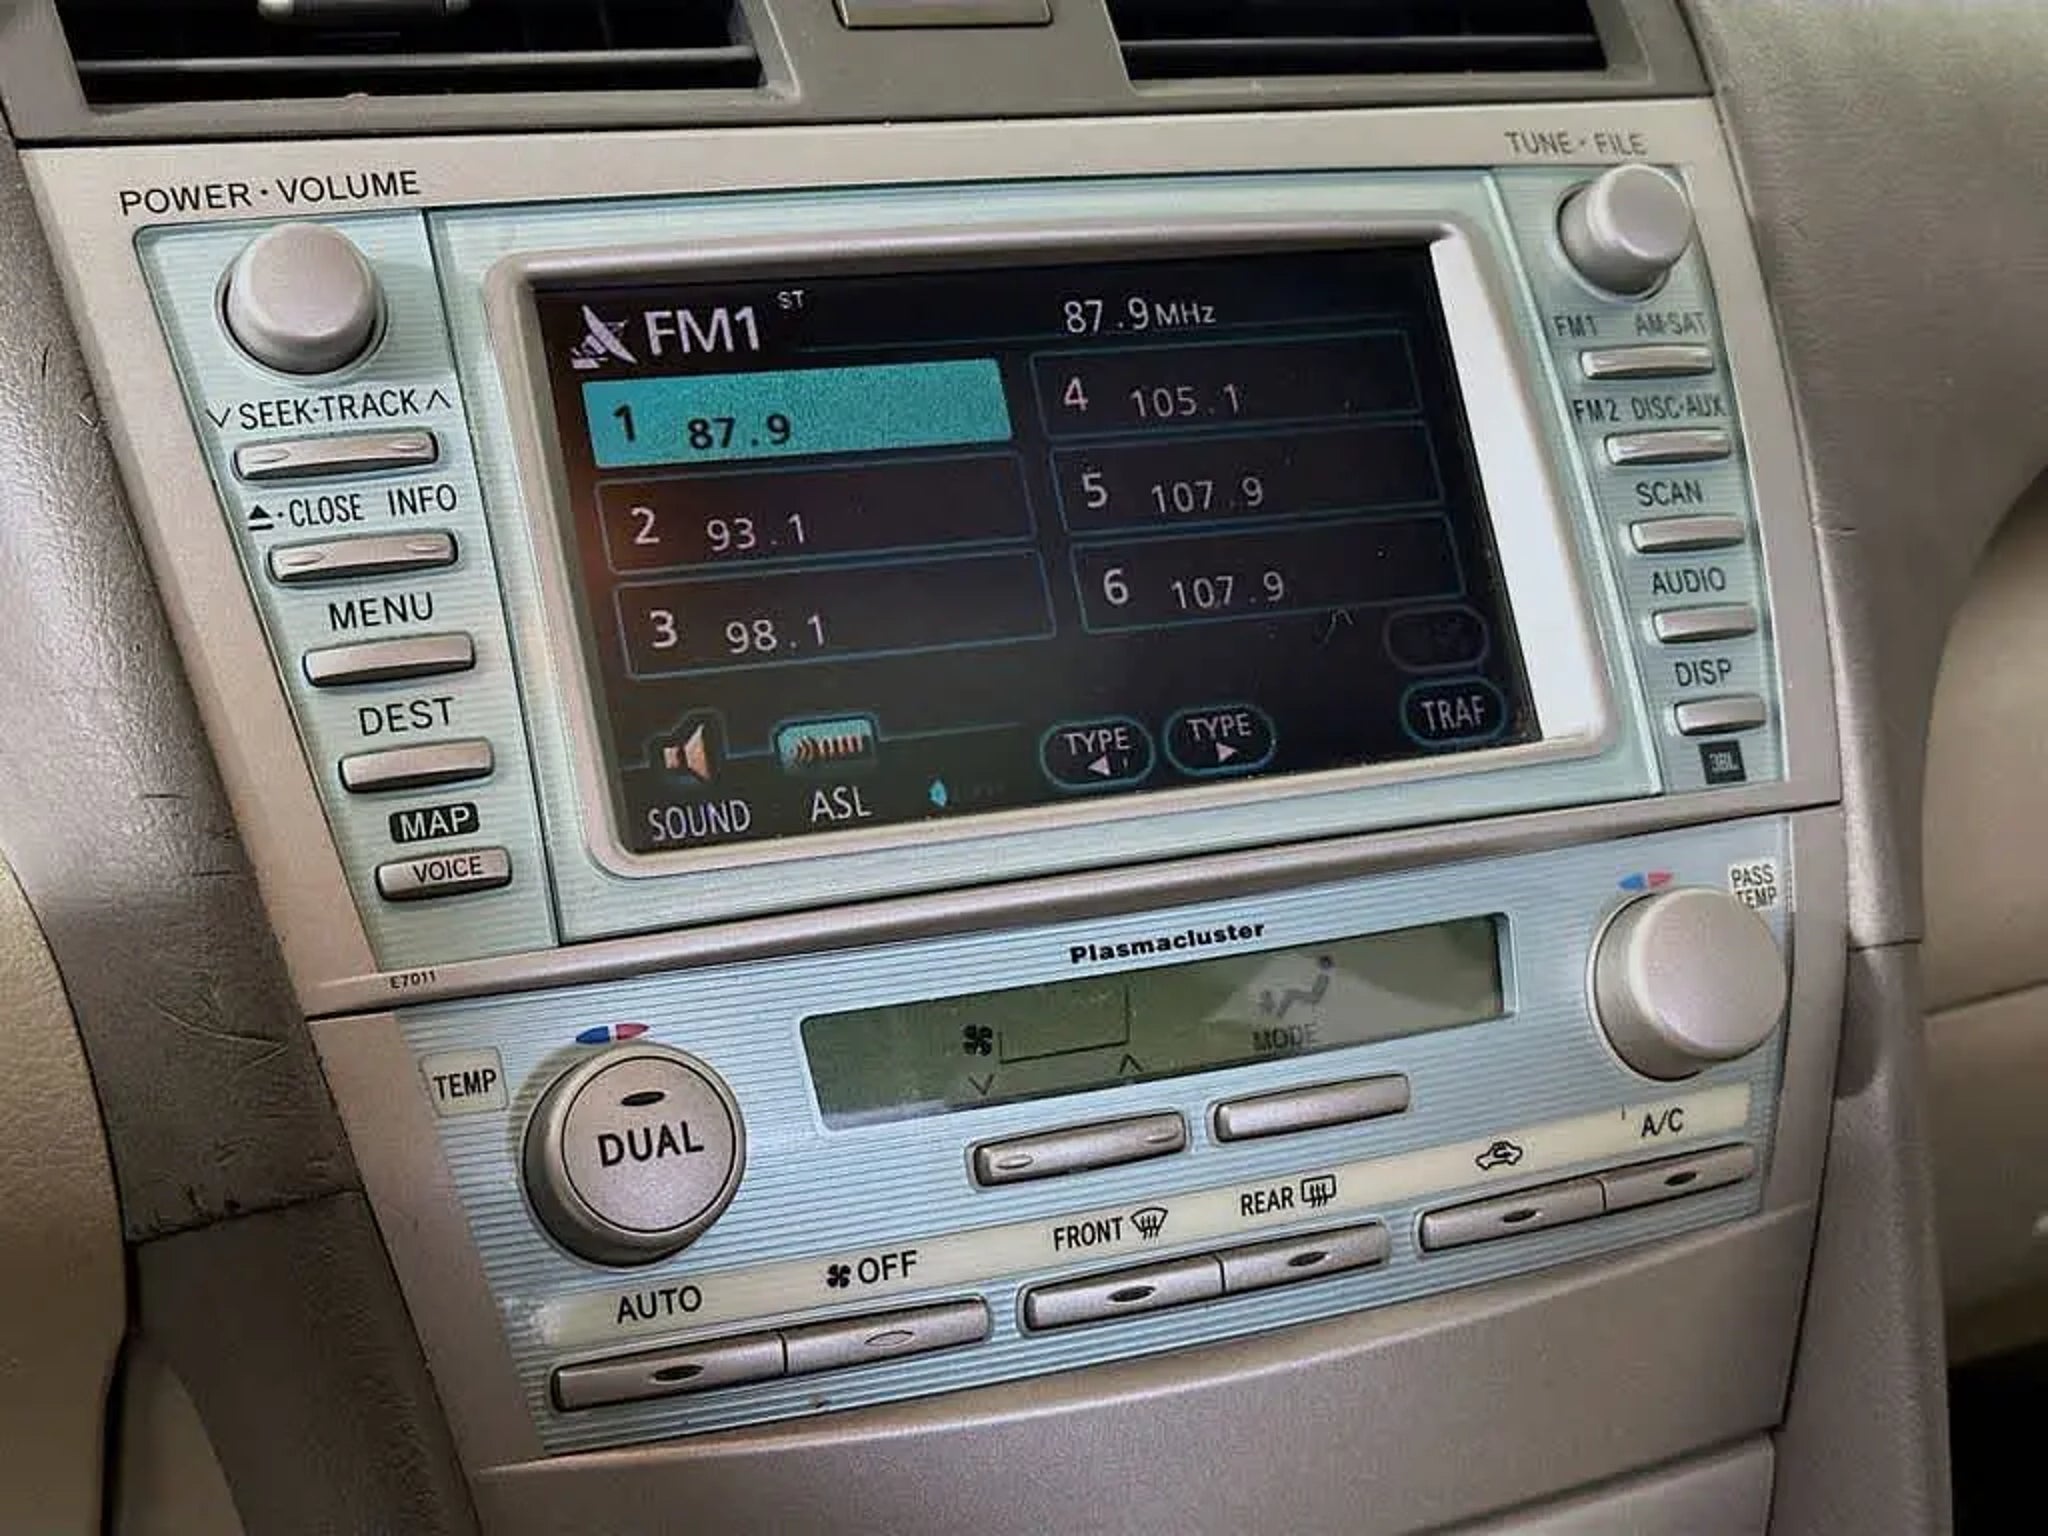 POWER·VOLUME
TUNE·FILE
∨ SEEK·TRACK ∧
·CLOSE INFO
MENU
DEST
MAP
VOICE
E7011
FM1 ST 87.9MHz
1 87.9
2 93.1
3 98.1
4 105.1
5 107.9
6 107.9
SOUND
ASL
TYPE
TYPE
TRAF
FM1 AM·SAT
FM2 DISC·AUX
SCAN
AUDIO
DISP
JBL
Plasmacluster
PASS TEMP
TEMP
DUAL
MODE
AUTO
OFF
FRONT
REAR
A/C